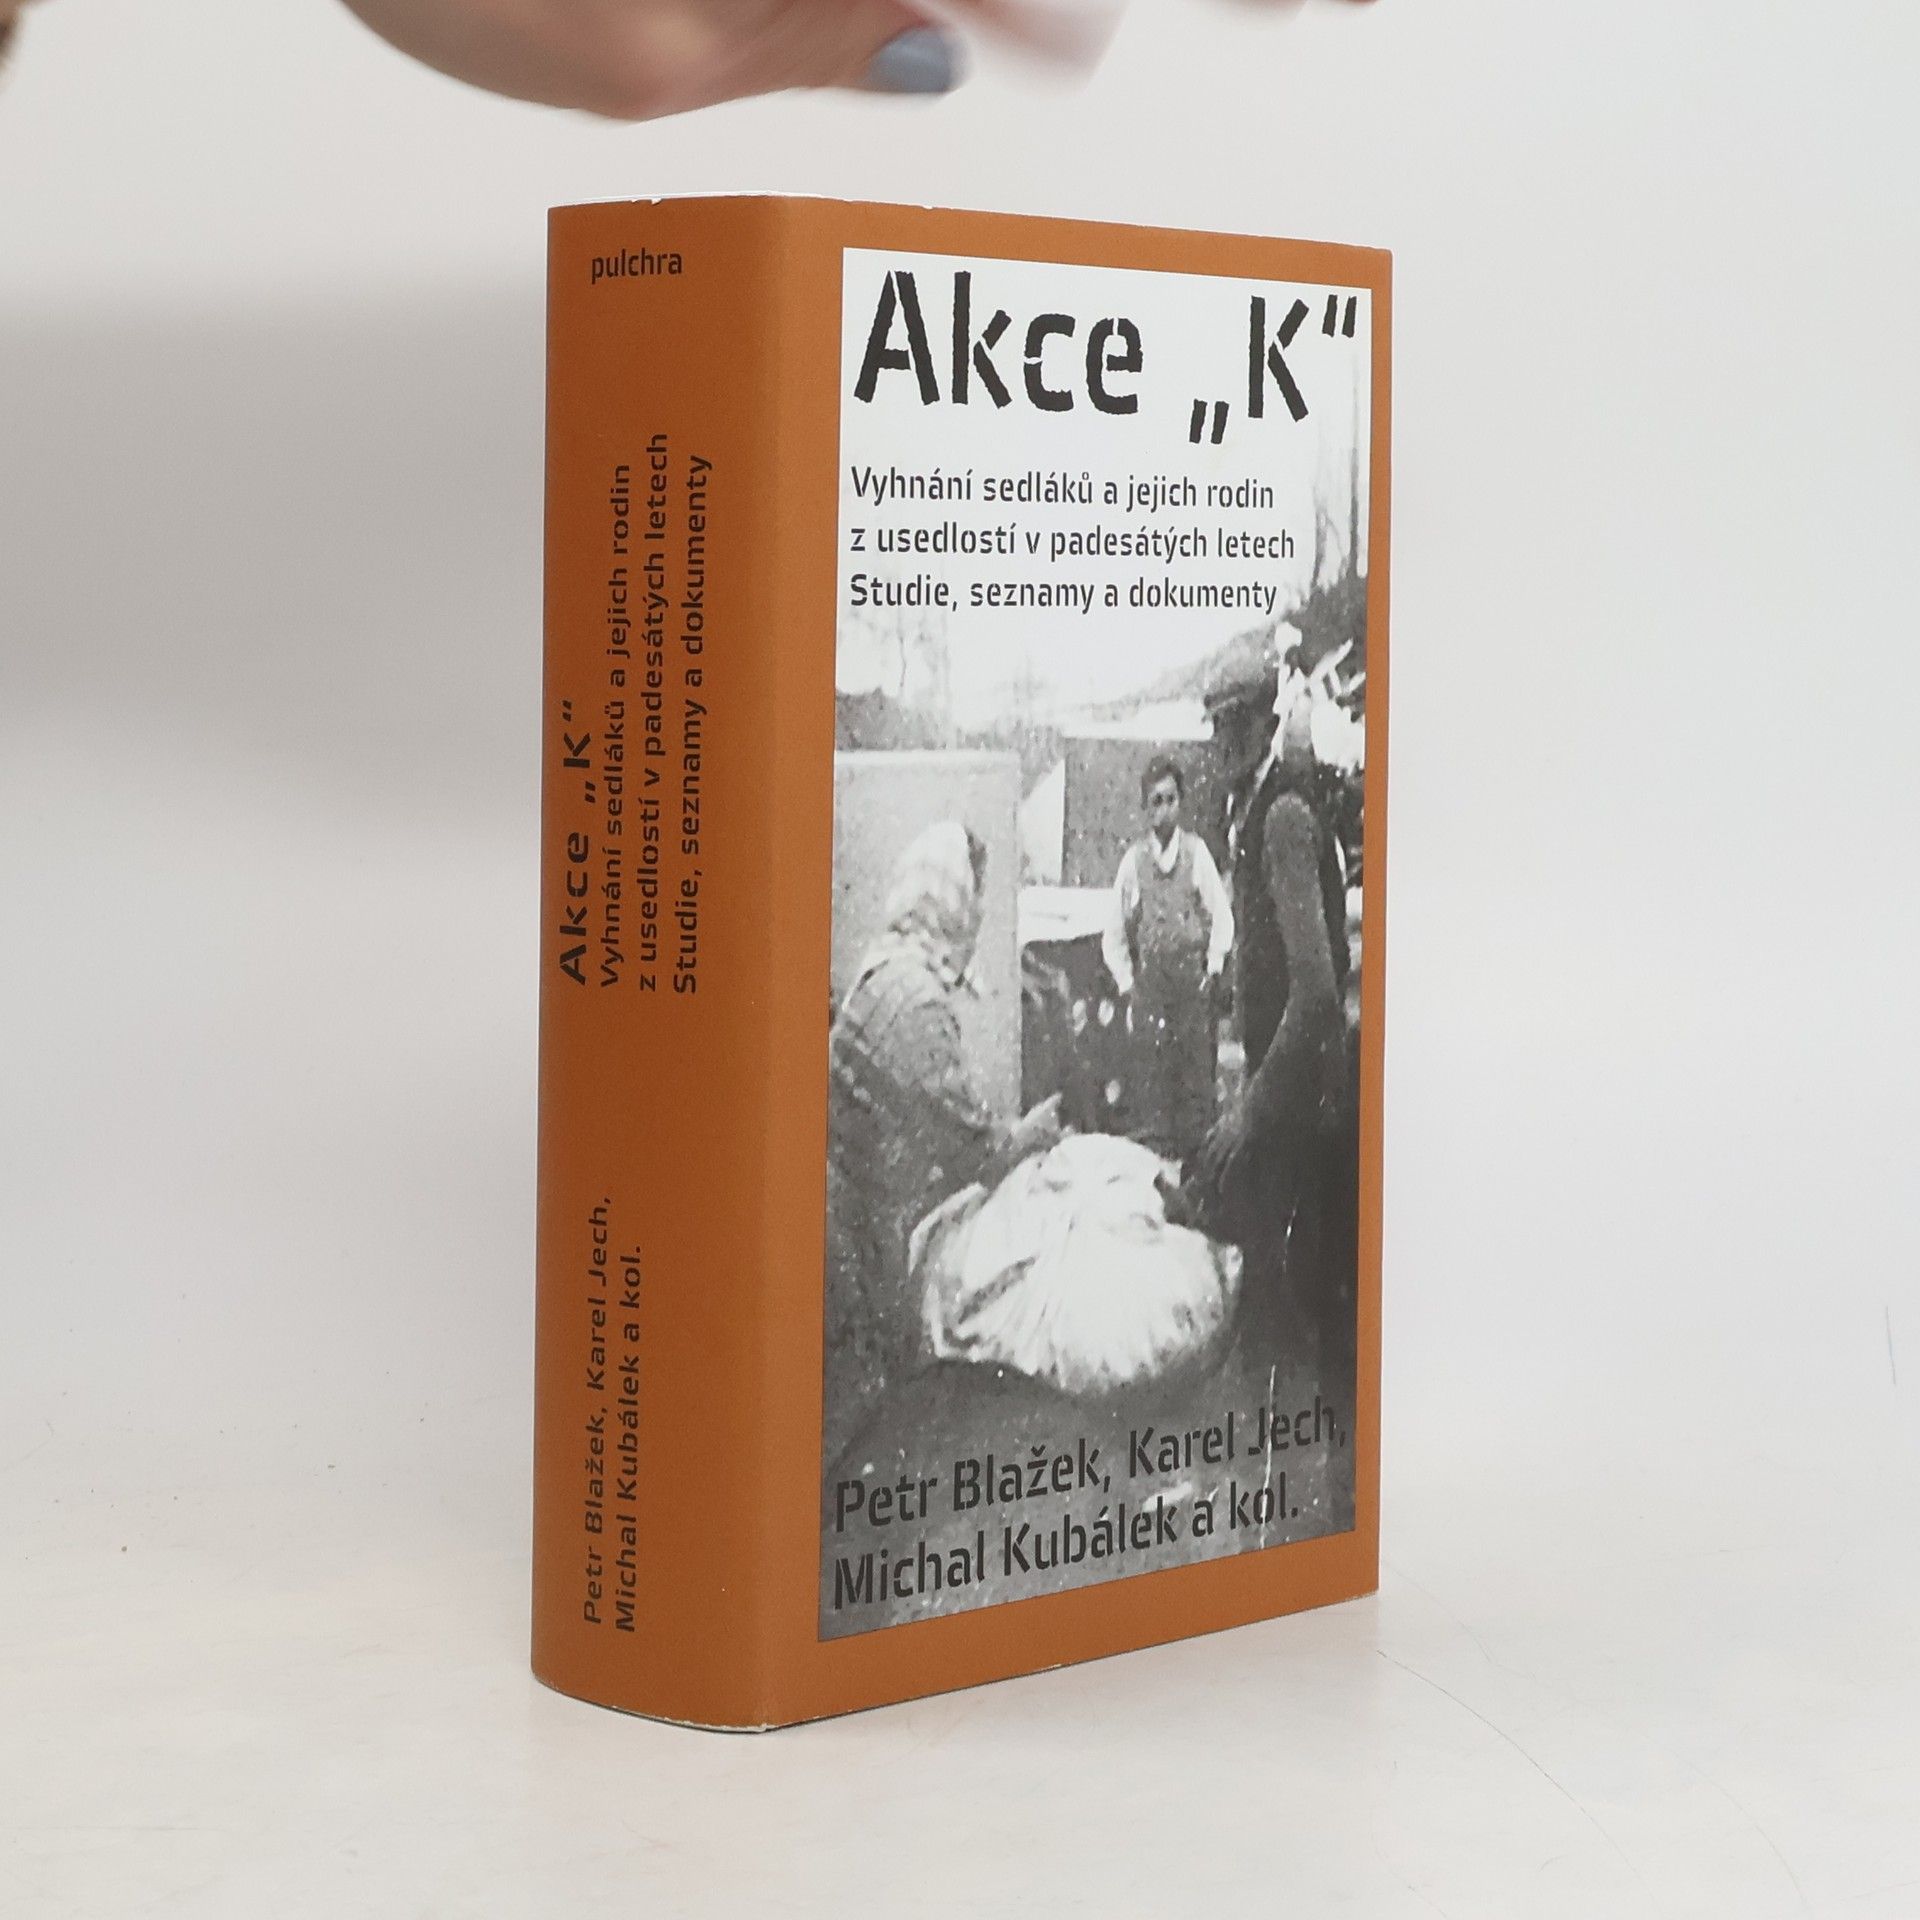 pulchra
Akce „K“
Vyhnání sedláků a jejich rodin
z usedlostí v padesátých letech
Studie, seznamy a dokumenty
Petr Blažek, Karel Jech,
Michal Kubálek a kol.
Akce „K“
Vyhnání sedláků a jejich rodin
z usedlostí v padesátých letech
Studie, seznamy a dokumenty
Petr Blažek, Karel Jech,
Michal Kubálek a kol.